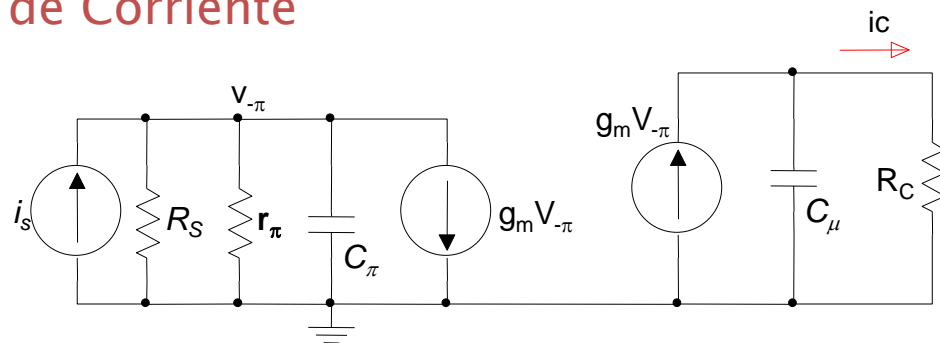 de Corriente
ic
v-π
gmV-π
is
RS
rπ
Cπ
gmV-π
Cμ
RC